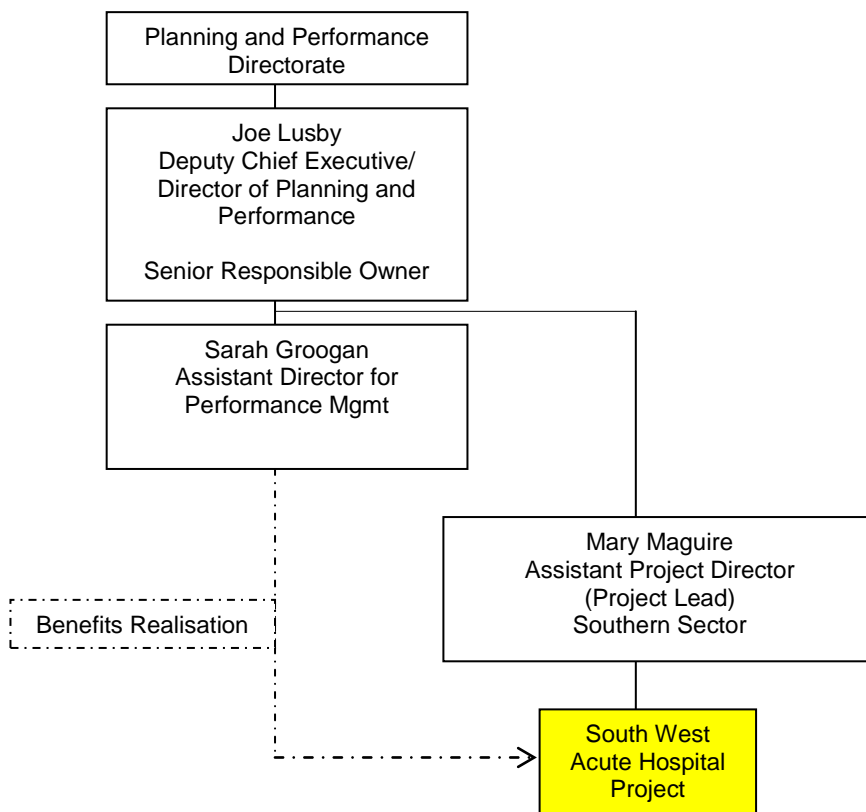 Planning and Performance
Directorate
Joe Lusby
Deputy Chief Executive/
Director of Planning and
Performance
Senior Responsible Owner
Sarah Groogan
Assistant Director for
Performance Mgmt
Mary Maguire
Assistant Project Director
(Project Lead)
Southern Sector
Benefits Realisation
South West
Acute Hospital
Project